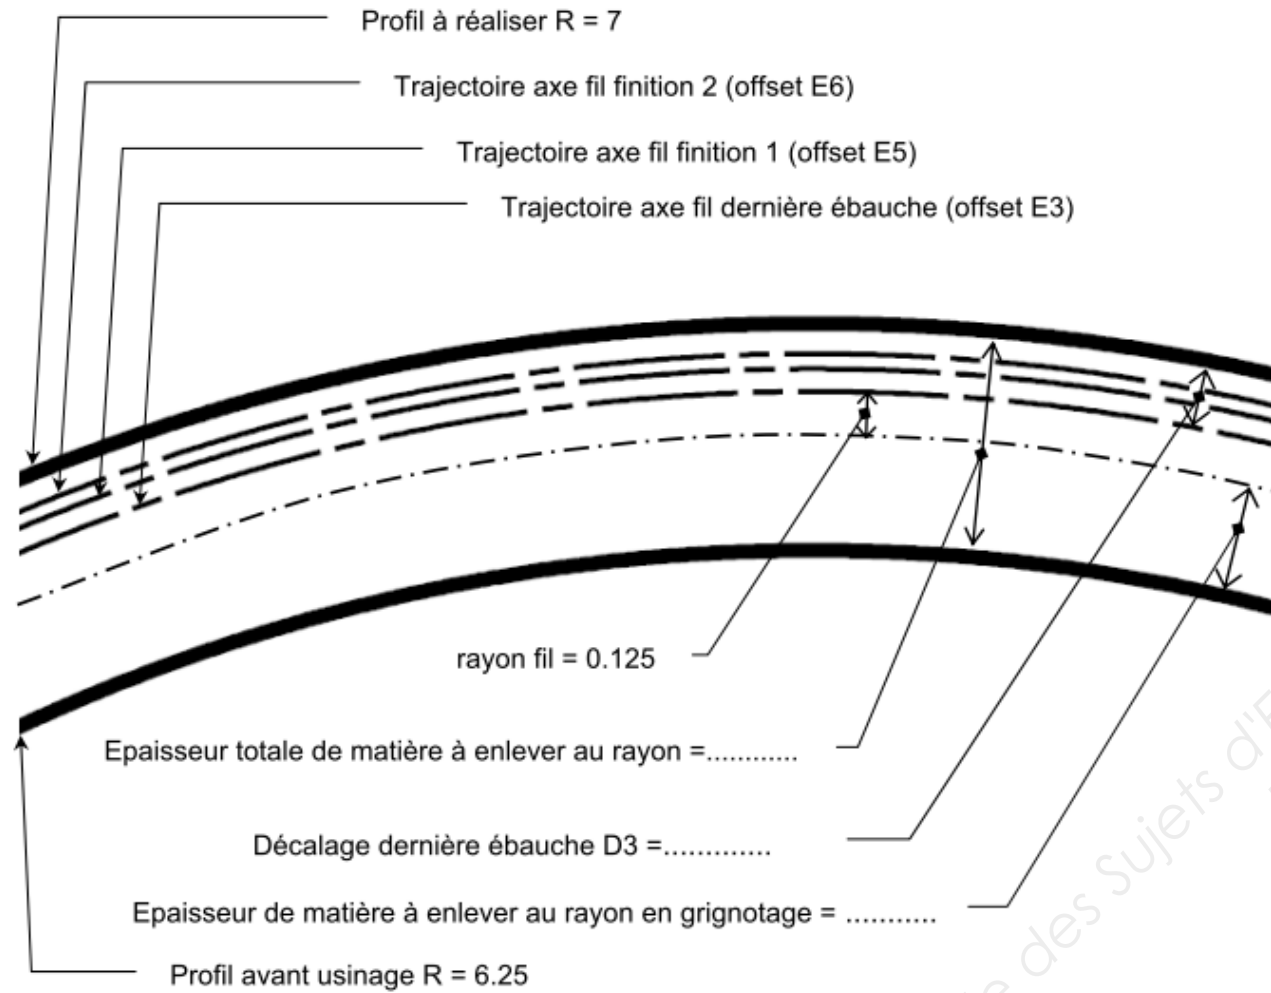 Profil à réaliser R = 7
Trajectoire axe fil finition 2 (offset E6)
Trajectoire axe fil finition 1 (offset E5)
Trajectoire axe fil dernière ébauche (offset E3)
rayon fil = 0.125
Epaisseur totale de matière à enlever au rayon =............
Décalage dernière ébauche D3 =.............
Epaisseur de matière à enlever au rayon en grignotage = ...........
Profil avant usinage R = 6.25
des Sujets